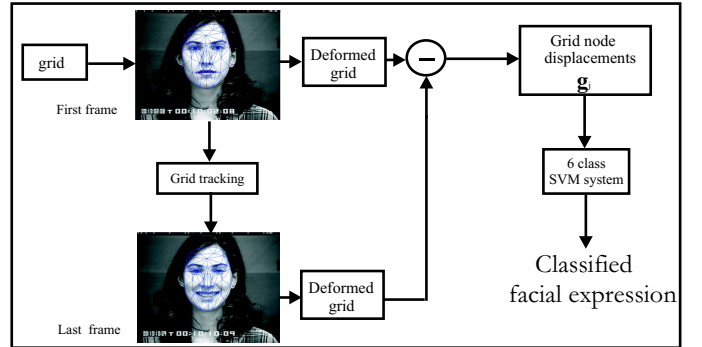 grid
Deformed
grid
−
Grid node
displacements
g
First frame
Grid tracking
6 class
SVM system
Classified
facial expression
Deformed
grid
Last frame